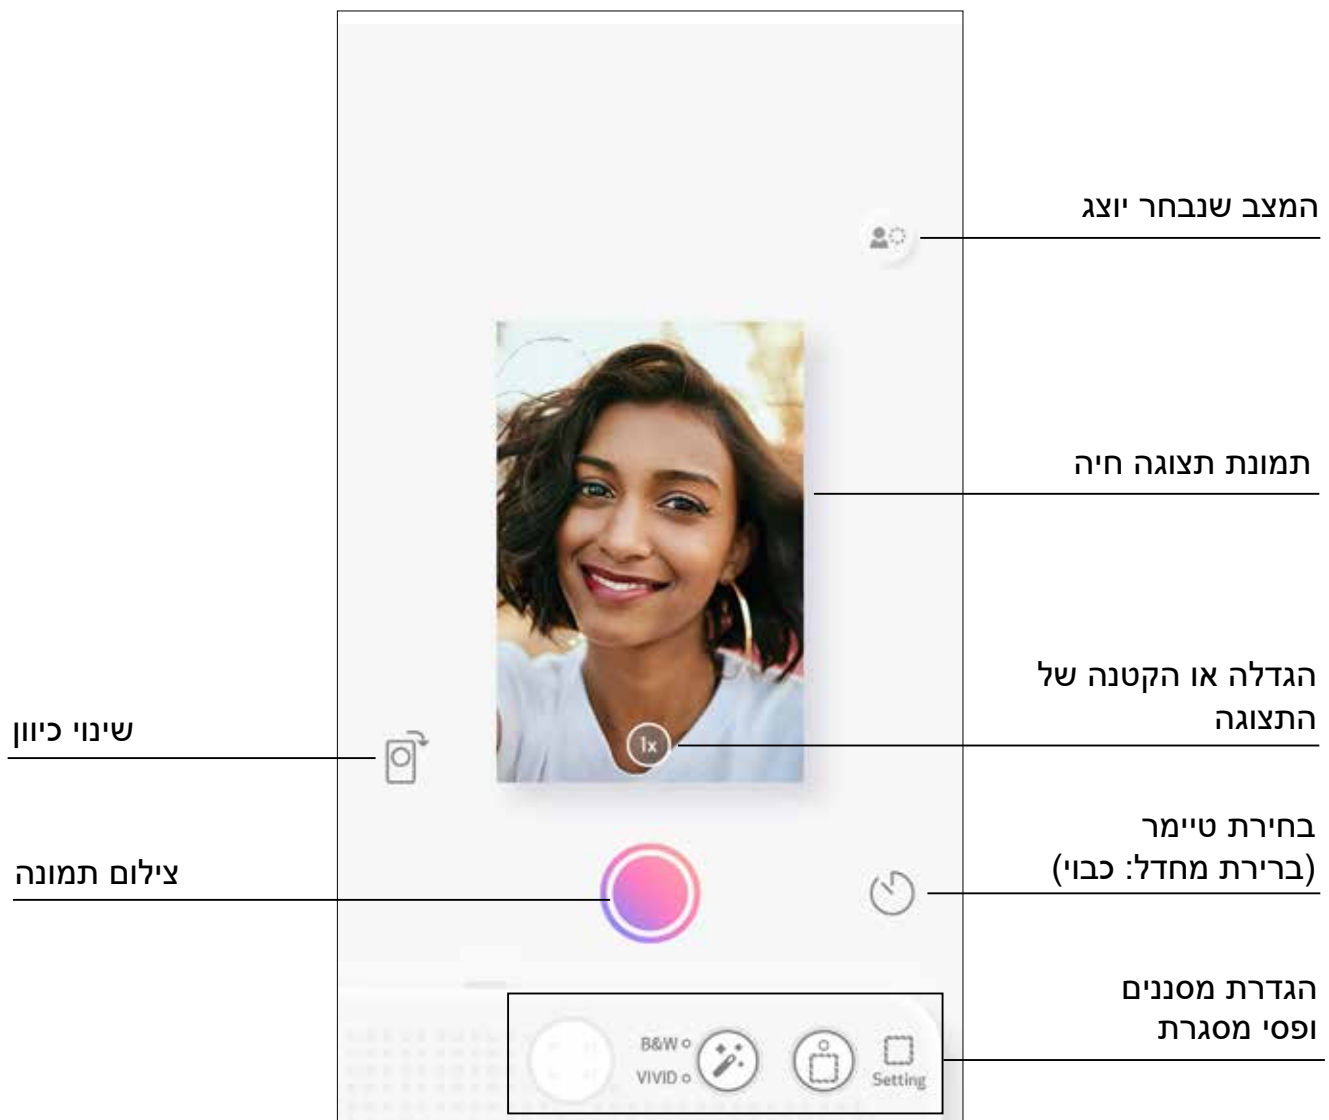 המצב שנבחר יוצג
תמונת תצוגה חיה
הגדלה או הקטנה של
התצוגה
1x
שינוי כיוון
בחירת טיימר
(ברירת מחדל: כבוי)
צילום תמונה
הגדרת מסננים
ופסי מסגרת
B&W
VIVID
Setting